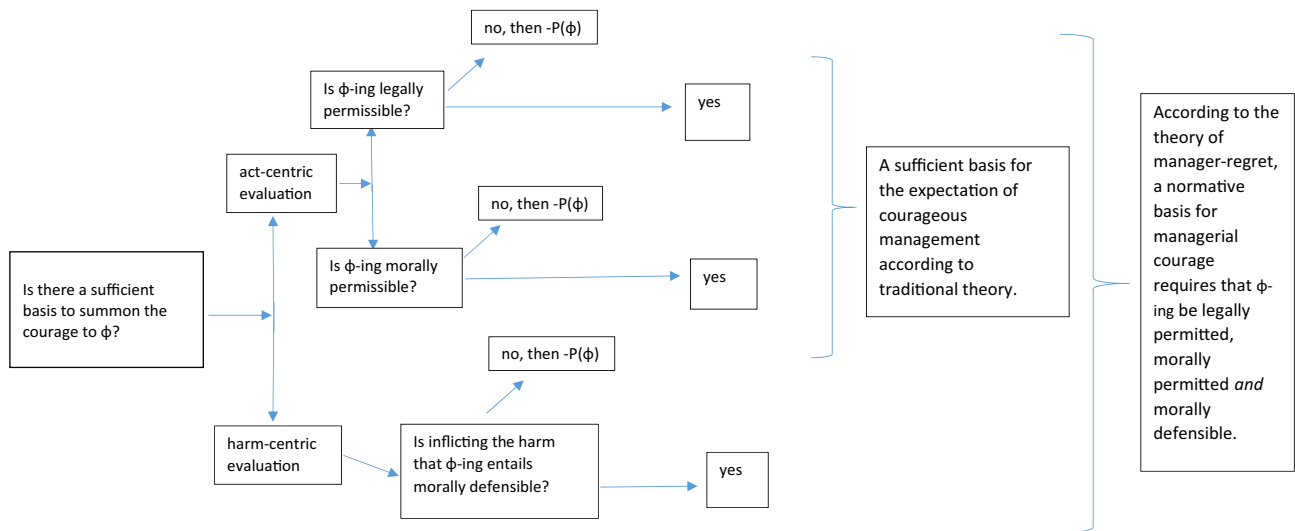 Is there a sufficient
basis to summon the
courage to ϕ?
act-centric
evaluation
harm-centric
evaluation
Is ϕ-ing legally
permissible?
no, then -P(ϕ)
yes
Is ϕ-ing morally
permissible?
no, then -P(ϕ)
yes
Is inflicting the harm
that ϕ-ing entails
morally defensible?
no, then -P(ϕ)
yes
A sufficient basis for
the expectation of
courageous
management
according to
traditional theory.
According to the
theory of
manager-regret,
a normative
basis for
managerial
courage
requires that ϕ-
ing be legally
permitted,
morally
permitted and
morally
defensible.